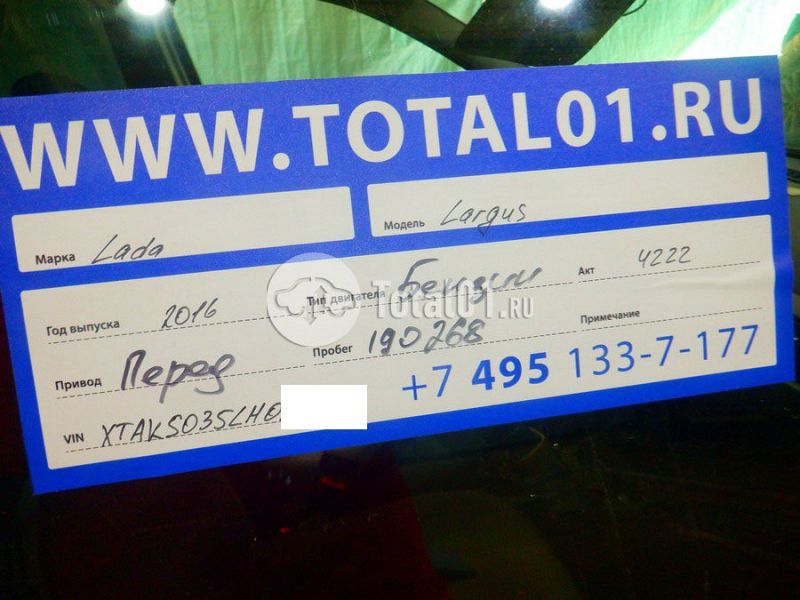 WWW.TOTAL01.RU
Марка Lada Модель Largus
Год выпуска 2016 Тип двигателя Бензин Акт 4222
Total01.RU
Привод Перед Пробег 190268 Примечание
+7 495 133-7-177
VIN XTAKS035LH0